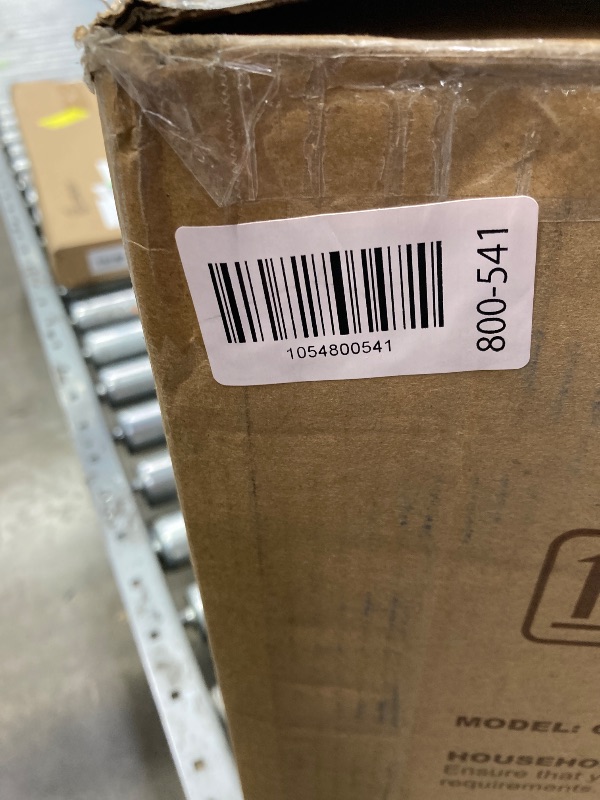 1054800541
800-541
MODEL:
HOUSEHO
Ensure that y
requirements